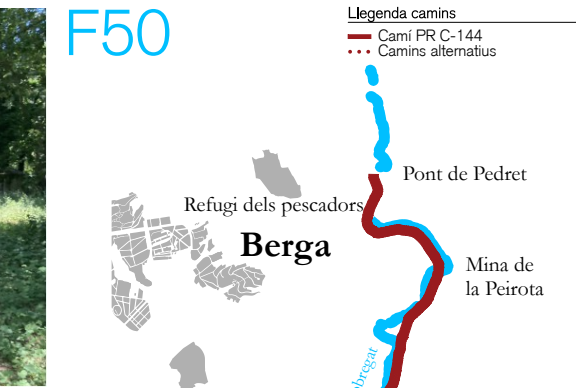 F50
Llegenda camins
Camí PR C-144
Camins alternatius
Pont de Pedret
Refugi dels pescadors
Berga
Mina de
la Peirota